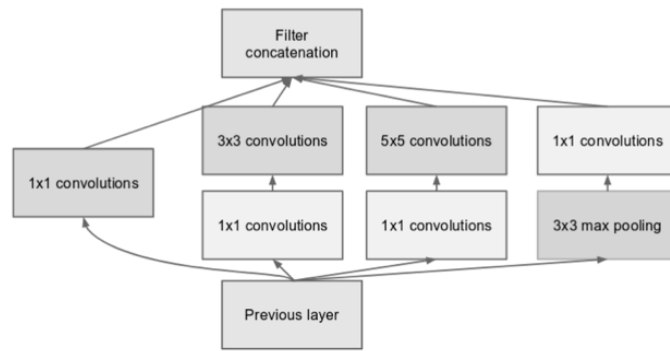 Filter
concatenation
3x3 convolutions
5x5 convolutions
1x1 convolutions
1x1 convolutions
1x1 convolutions
1x1 convolutions
3x3 max pooling
Previous layer